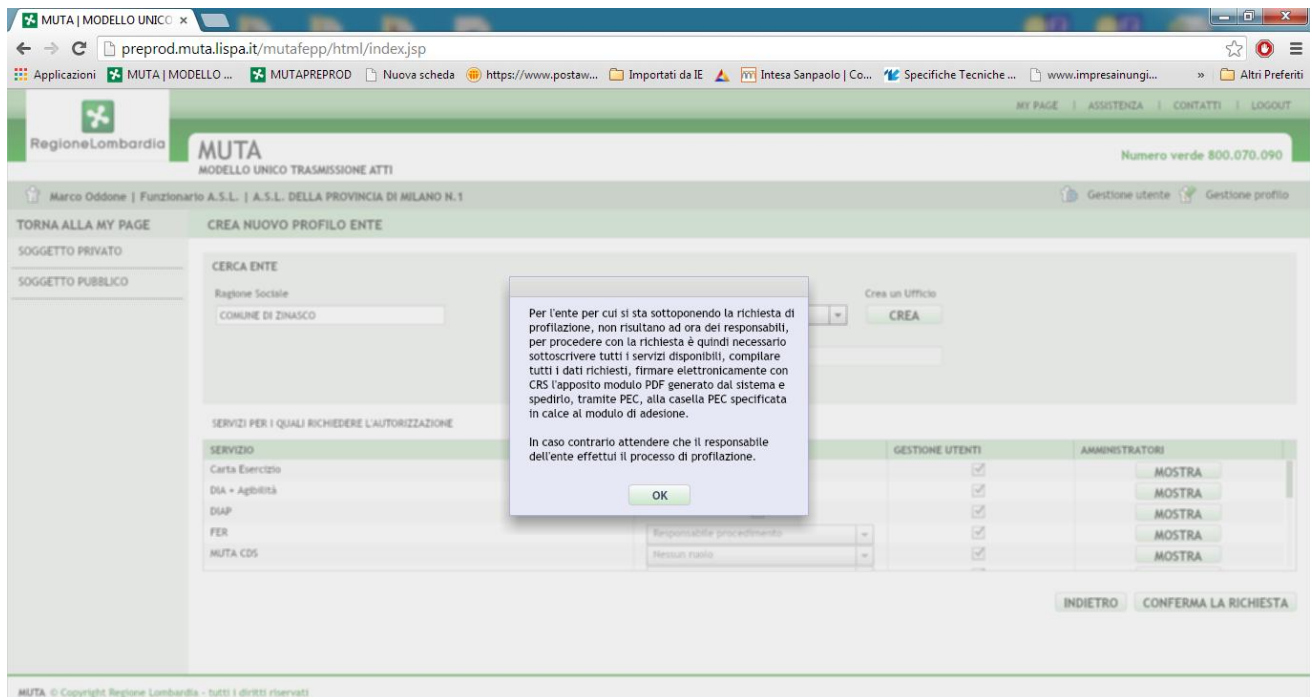 MUTA | MODELLO UNICO
preprod.muta.lispa.it/mutafepp/html/index.jsp
Applicazioni MUTA | MODELLO ... MUTAPREPROD Nuova scheda https://www.postaw... Importati da IE Intesa Sanpaolo | Co... Specifiche Tecniche ... www.impresainungi... » Altri Preferiti
MY PAGE | ASSISTENZA | CONTATTI | LOGOUT
RegioneLombardia
MUTA
MODELLO UNICO TRASMISSIONE ATTI
Numero verde 800.070.090
Marco Oddone | Funzionario A.S.L. | A.S.L. DELLA PROVINCIA DI MILANO N.1
Gestione utente Gestione profilo
TORNA ALLA MY PAGE
SOGGETTO PRIVATO
SOGGETTO PUBBLICO
CREA NUOVO PROFILO ENTE
CERCA ENTE
Ragione Sociale
COMUNE DI ZINASCO
Crea un Ufficio
CREA
Per l'ente per cui si sta sottoponendo la richiesta di
profilazione, non risultano ad ora dei responsabili,
per procedere con la richiesta è quindi necessario
sottoscrivere tutti i servizi disponibili, compilare
tutti i dati richiesti, firmare elettronicamente con
CRS l'apposito modulo PDF generato dal sistema e
spedirlo, tramite PEC, alla casella PEC specificata
in calce al modulo di adesione.
In caso contrario attendere che il responsabile
dell'ente effettui il processo di profilazione.
OK
SERVIZI PER I QUALI RICHIEDERE L'AUTORIZZAZIONE
SERVIZIO GESTIONE UTENTI AMMINISTRATORI
Carta Esercizio MOSTRA
DIA + Agibilità MOSTRA
DIAP MOSTRA
FER Responsabile procedimento MOSTRA
MUTA CDS Nessun ruolo MOSTRA
INDIETRO CONFERMA LA RICHIESTA
MUTA © Copyright Regione Lombardia - tutti i diritti riservati